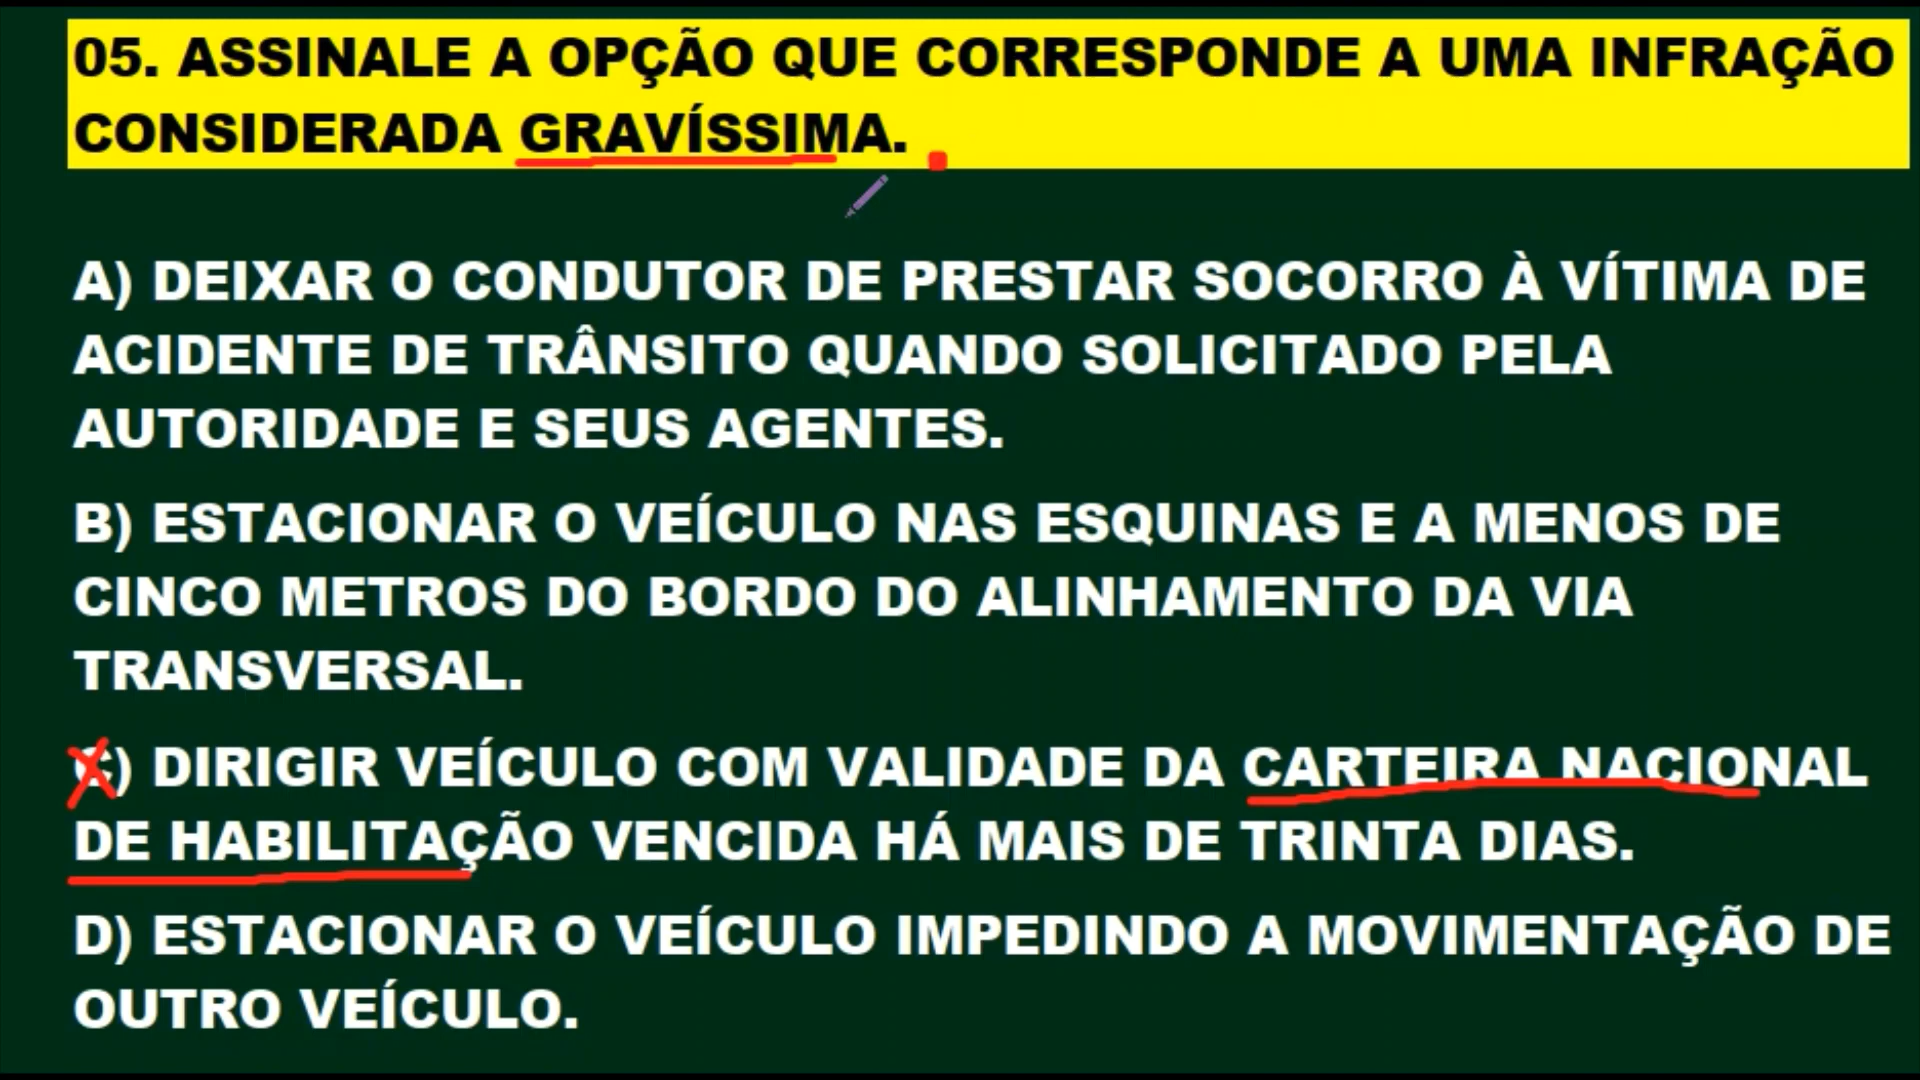 05. ASSINALE A OPÇÃO QUE CORRESPONDE A UMA INFRAÇÃO
CONSIDERADA GRAVÍSSIMA.
A) DEIXAR O CONDUTOR DE PRESTAR SOCORRO À VÍTIMA DE
ACIDENTE DE TRÂNSITO QUANDO SOLICITADO PELA
AUTORIDADE E SEUS AGENTES.
B) ESTACIONAR O VEÍCULO NAS ESQUINAS E A MENOS DE
CINCO METROS DO BORDO DO ALINHAMENTO DA VIA
TRANSVERSAL.
C) DIRIGIR VEÍCULO COM VALIDADE DA CARTEIRA NACIONAL
DE HABILITAÇÃO VENCIDA HÁ MAIS DE TRINTA DIAS.
D) ESTACIONAR O VEÍCULO IMPEDINDO A MOVIMENTAÇÃO DE
OUTRO VEÍCULO.